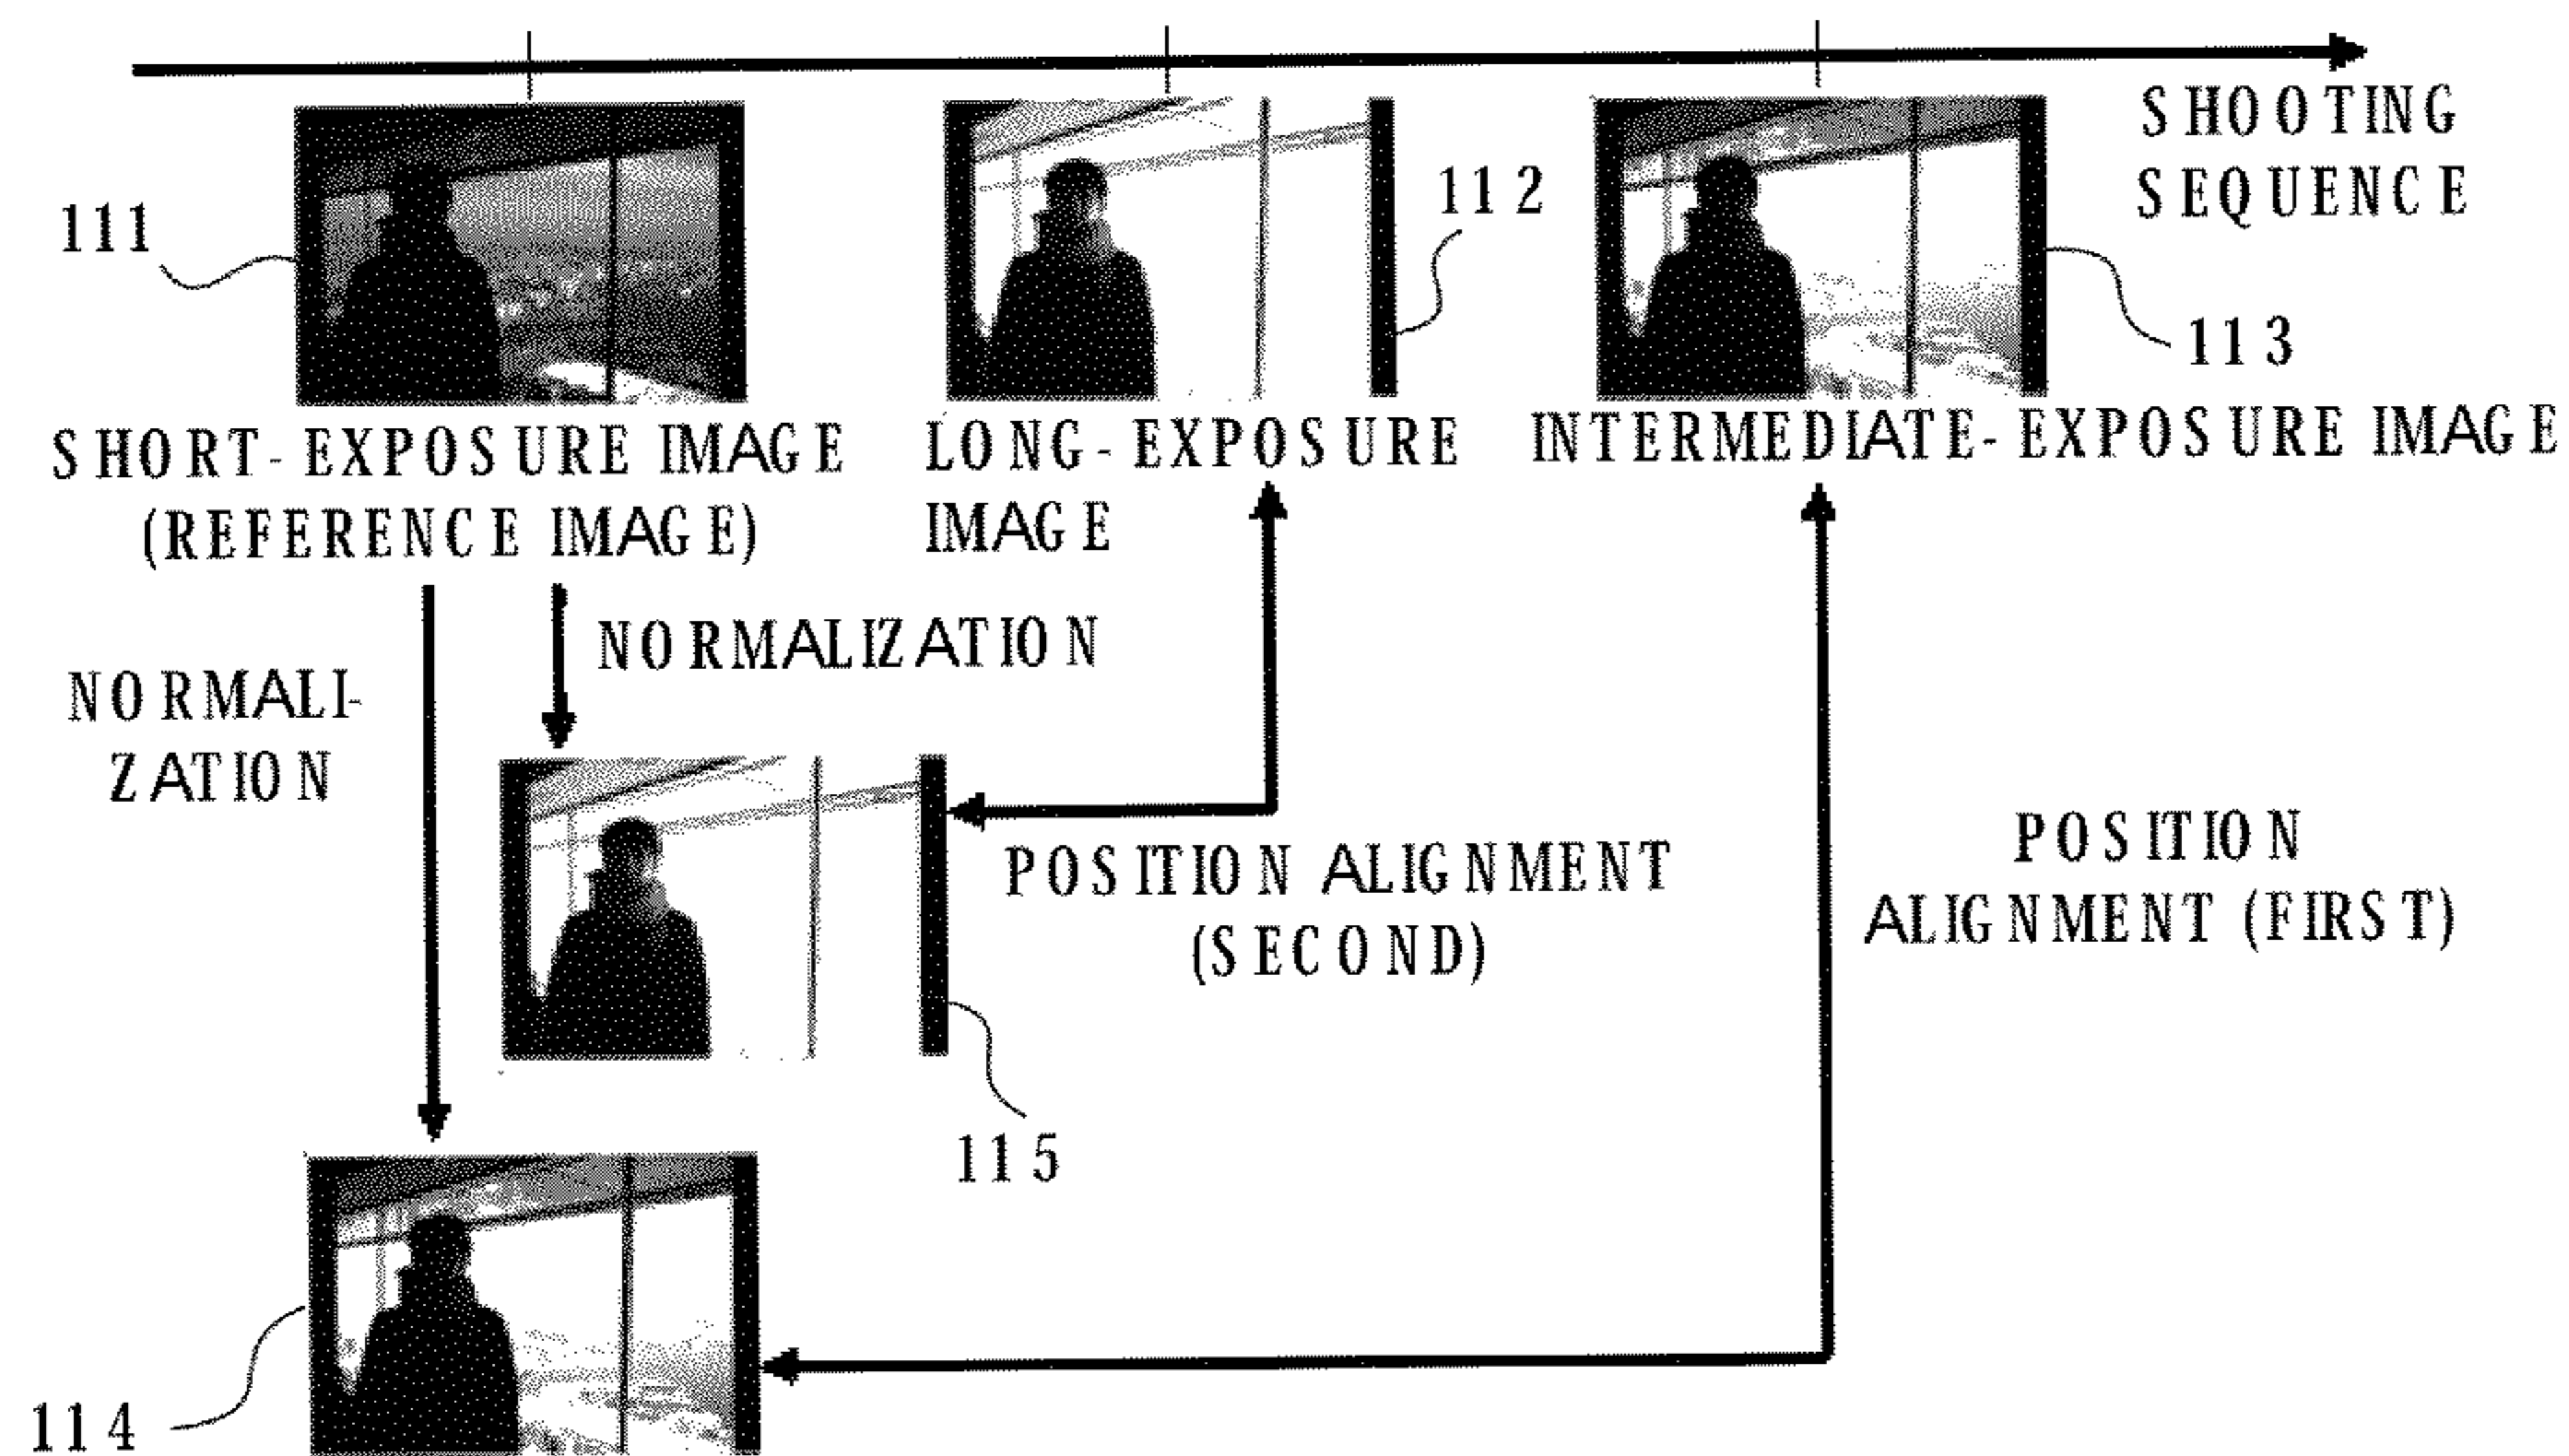 SHOOTING
SEQUENCE
111
112
113
SHORT-EXPOSURE IMAGE
(REFERENCE IMAGE)
LONG-EXPOSURE
IMAGE
INTERMEDIATE-EXPOSURE IMAGE
NORMALI-
ZATION
NORMALIZATION
POSITION ALIGNMENT
(SECOND)
POSITION
ALIGNMENT (FIRST)
115
114